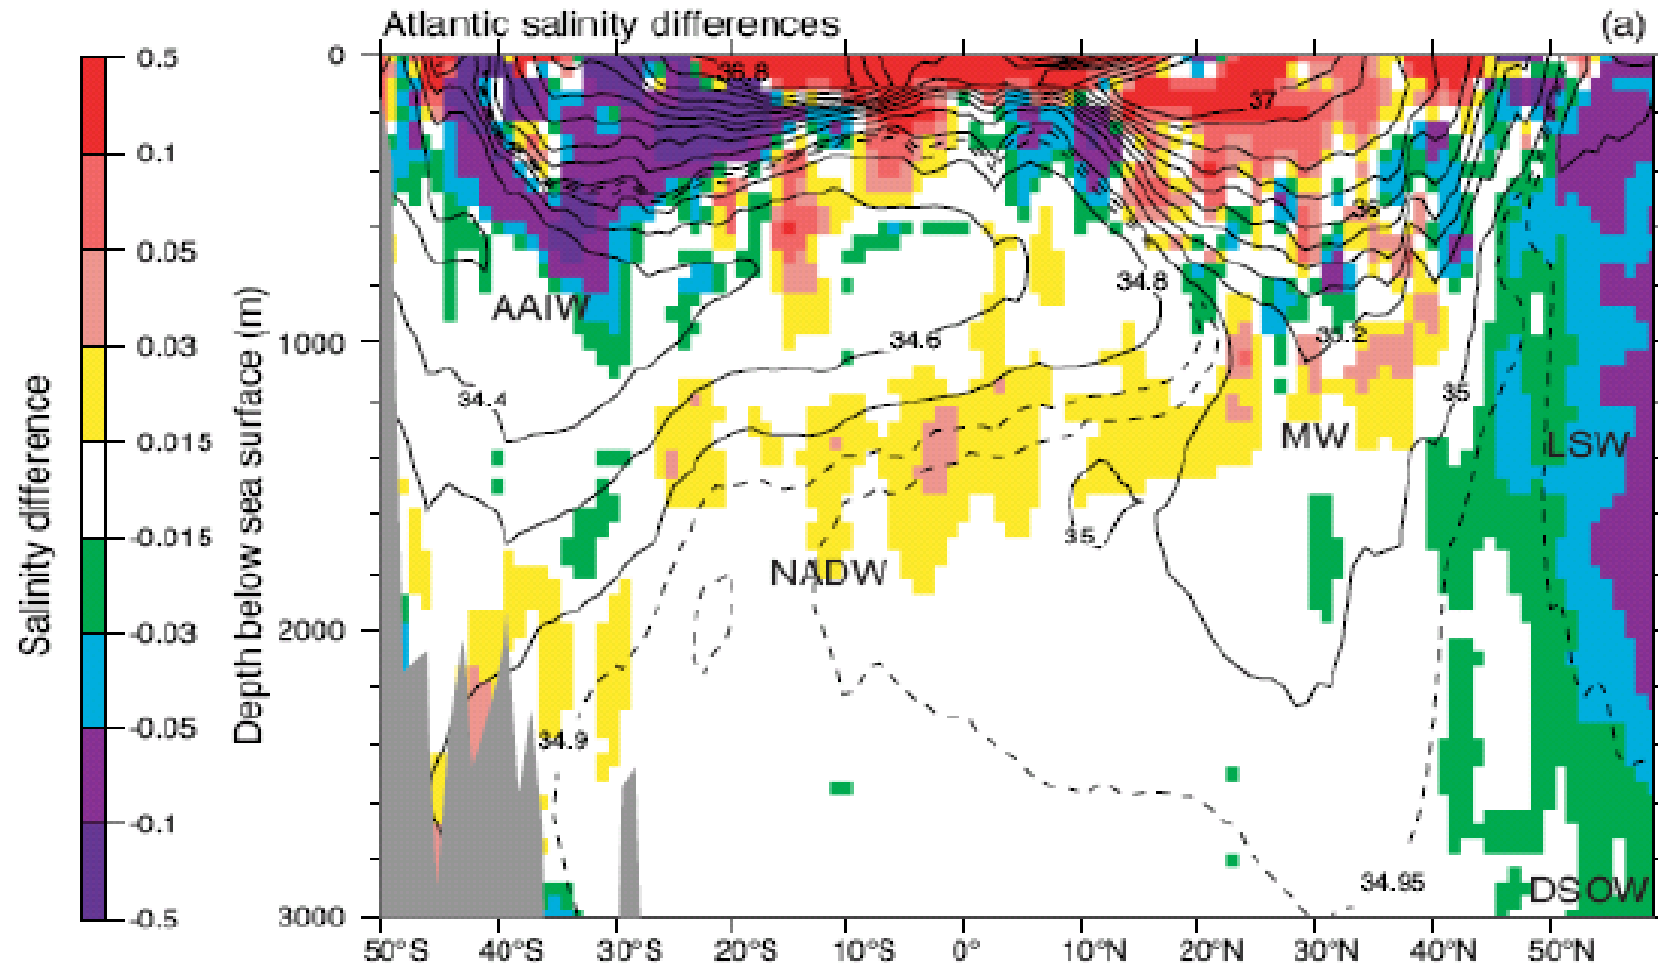 Atlantic salinity differences
(a)
Salinity difference
0.5
0.1
0.05
0.03
0.015
-0.015
-0.03
-0.05
-0.1
-0.5
Depth below sea surface (m)
0
1000
2000
3000
36.8
37
36
34.8
AAIW
34.6
35.2
34.4
35
MW
LSW
35
NADW
34.9
34.95
DSOW
50°S
40°S
30°S
20°S
10°S
0°
10°N
20°N
30°N
40°N
50°N